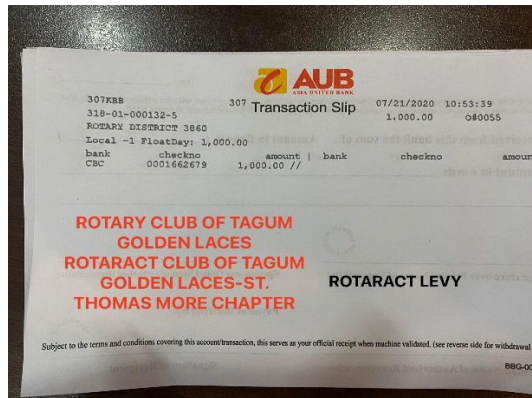 AUB
ASIA UNITED BANK
307KBB 307 Transaction Slip 07/21/2020 10:53:39
318-01-000132-5 1,000.00 O#0055
ROTARY DISTRICT 3860
Local -1 FloatDay: 1,000.00
bank checkno amount | bank checkno amoun
CBC 0001662679 1,000.00 //
ROTARY CLUB OF TAGUM
GOLDEN LACES
ROTARACT CLUB OF TAGUM
GOLDEN LACES-ST.
THOMAS MORE CHAPTER
ROTARACT LEVY
Subject to the terms and conditions covering this account/transaction, this serves as your official receipt when machine validated. (see reverse side for withdrawal
BBG-00